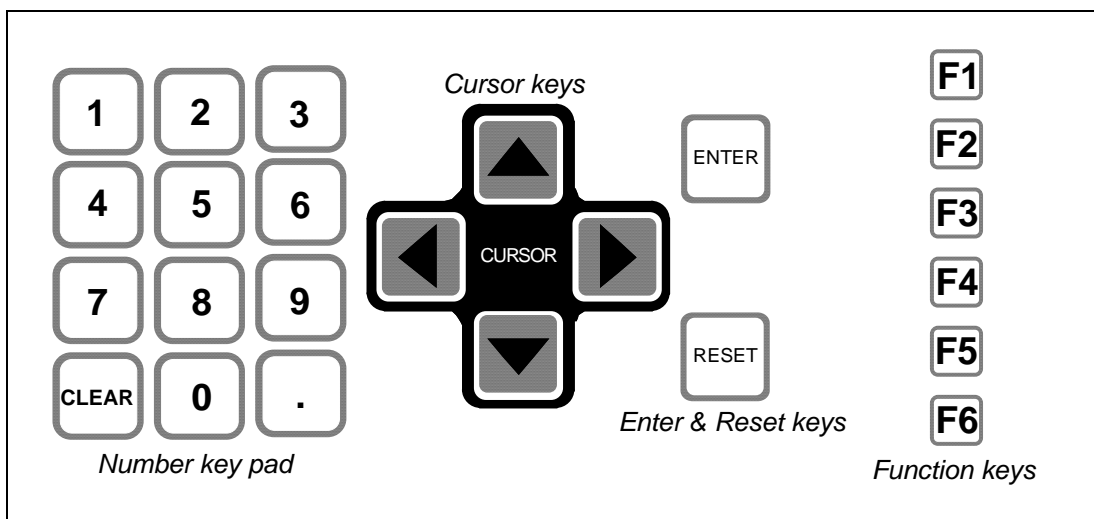 1 2 3
4 5 6
7 8 9
CLEAR 0 .
Number key pad
Cursor keys
CURSOR
ENTER
RESET
Enter & Reset keys
F1
F2
F3
F4
F5
F6
Function keys